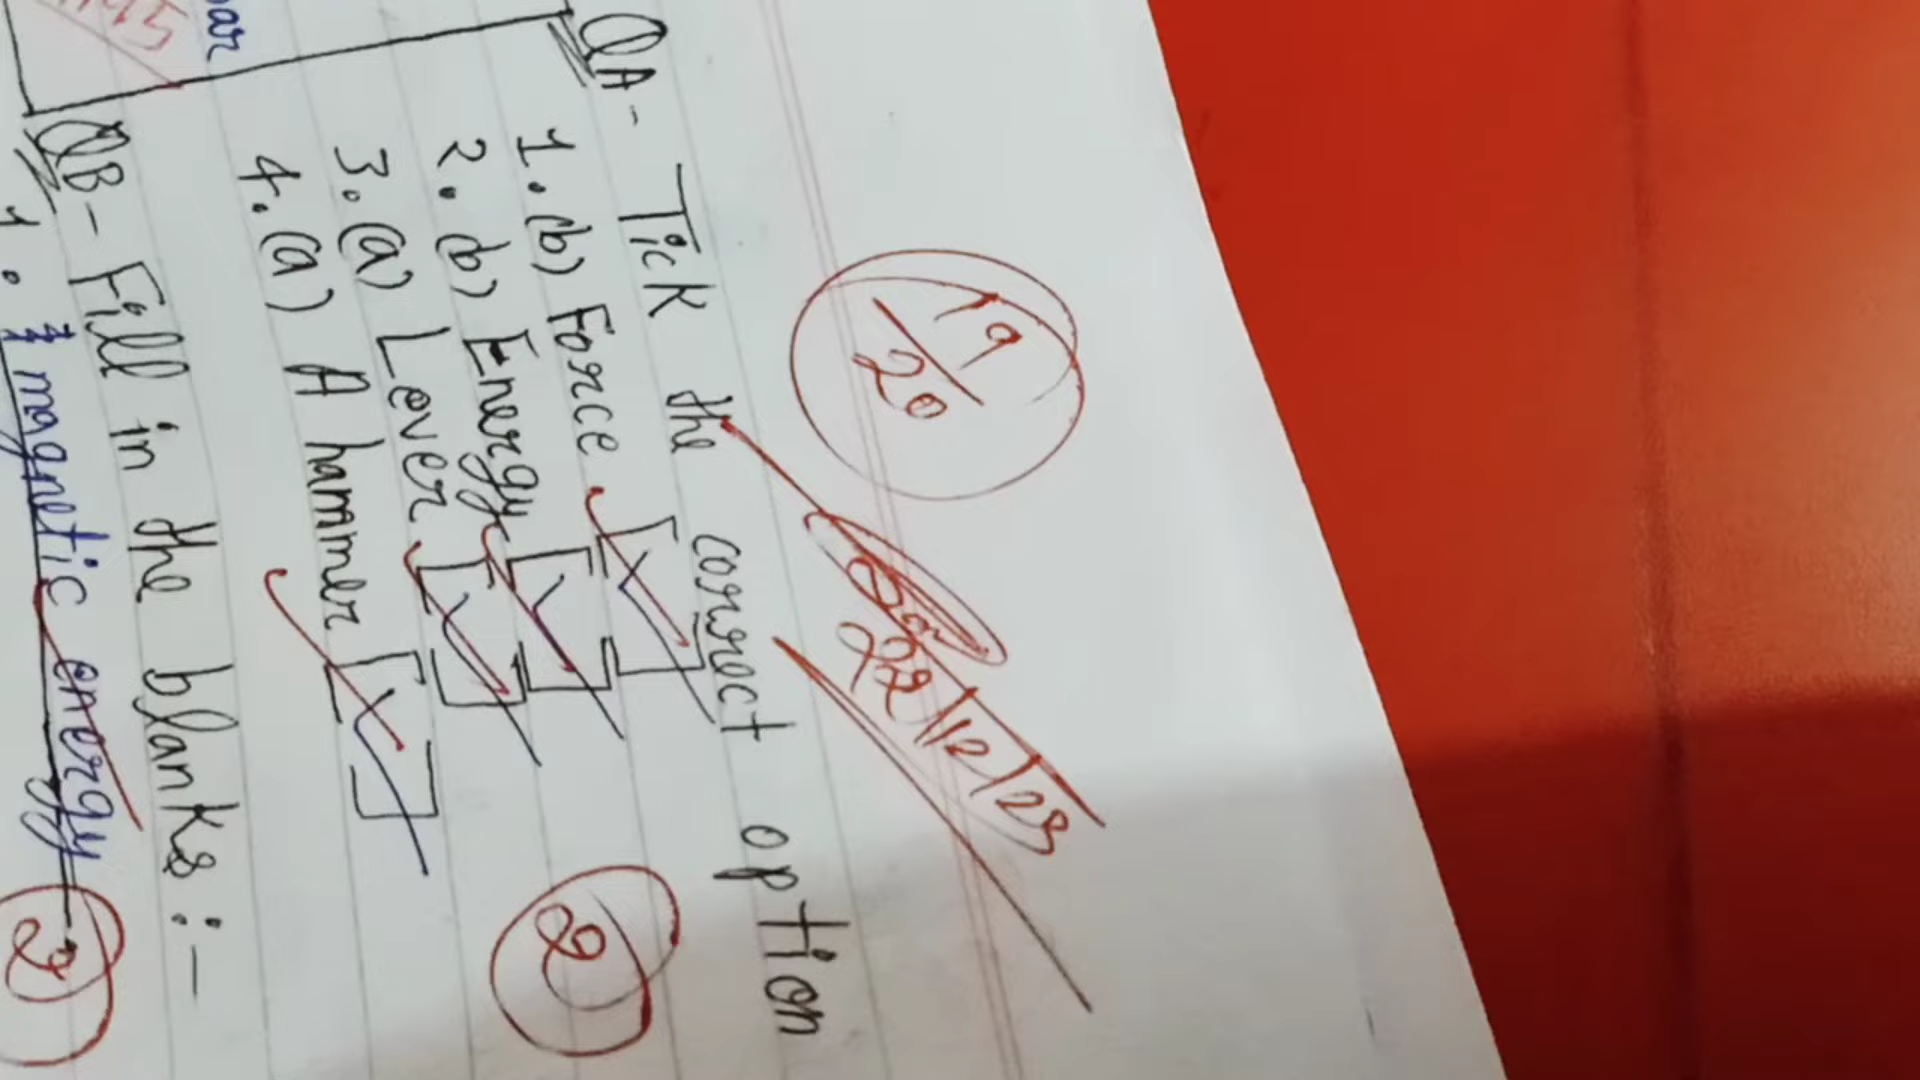 19
20
22/12/23
QA- Tick the correct option
1. (b) Force
2. (b) Energy
3. (a) Lever
4. (a) A hammer
2
QB- Fill in the blanks :-
1. magnetic energy
2